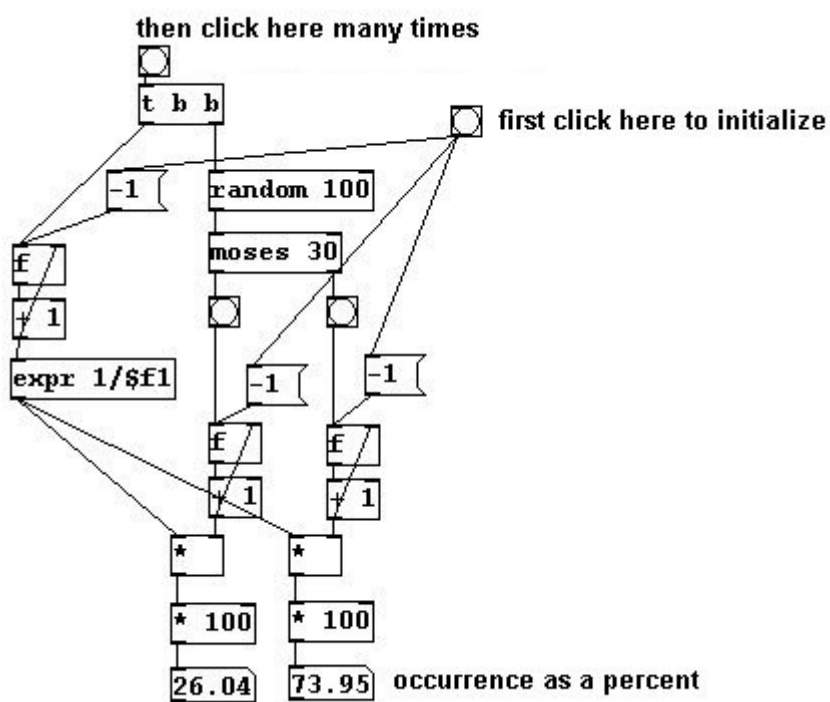 then click here many times
t b b
first click here to initialize
-1
random 100
moses 30
f
+ 1
expr 1/$f1
-1
-1
f
f
+ 1
+ 1
*
*
* 100
* 100
26.04
73.95
occurrence as a percent